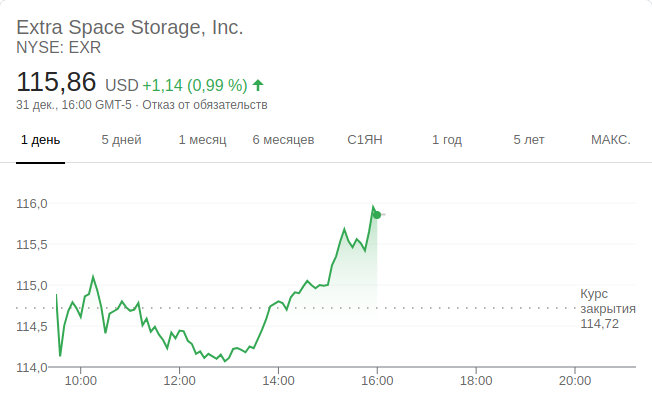 Extra Space Storage, Inc.
NYSE: EXR
115,86 USD +1,14 (0,99 %)
31 дек., 16:00 GMT-5 · Отказ от обязательств
1 день 5 дней 1 месяц 6 месяцев С1ЯН 1 год 5 лет МАКС.
116,0
115,5
115,0
Курс
закрытия
114,72
114,5
114,0
10:00 12:00 14:00 16:00 18:00 20:00